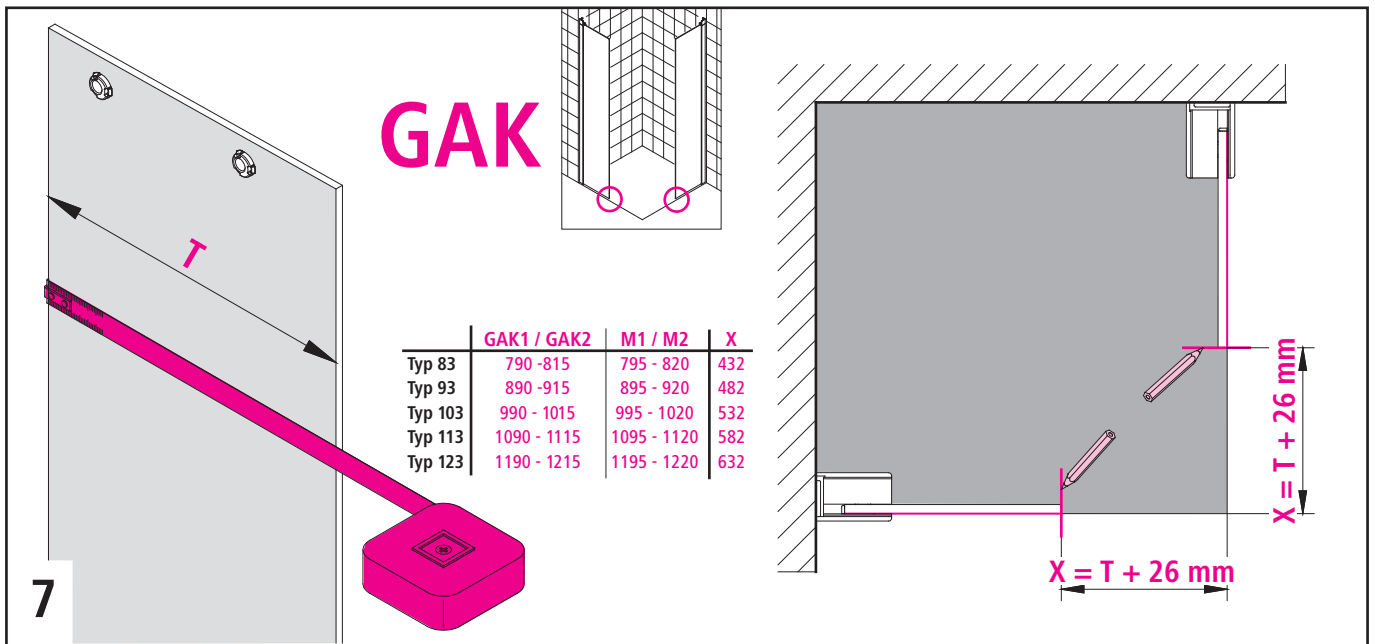 GAK
T
GAK1 / GAK2 M1 / M2 X
Typ 83 790 -815 795 - 820 432
Typ 93 890 -915 895 - 920 482
Typ 103 990 - 1015 995 - 1020 532
Typ 113 1090 - 1115 1095 - 1120 582
Typ 123 1190 - 1215 1195 - 1220 632
X = T + 26 mm
X = T + 26 mm
7